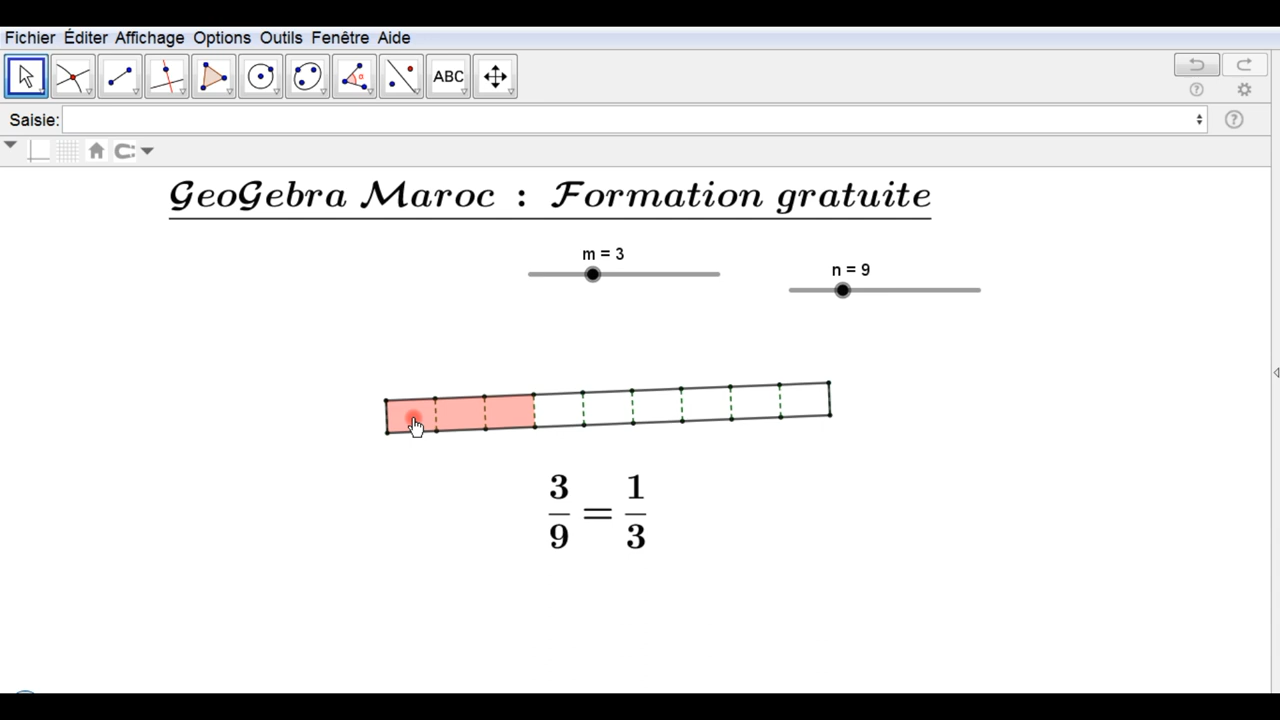 Fichier Éditer Affichage Options Outils Fenêtre Aide
ABC
Saisie:
GeoGebra Maroc : Formation gratuite
m = 3
n = 9
3/9 = 1/3